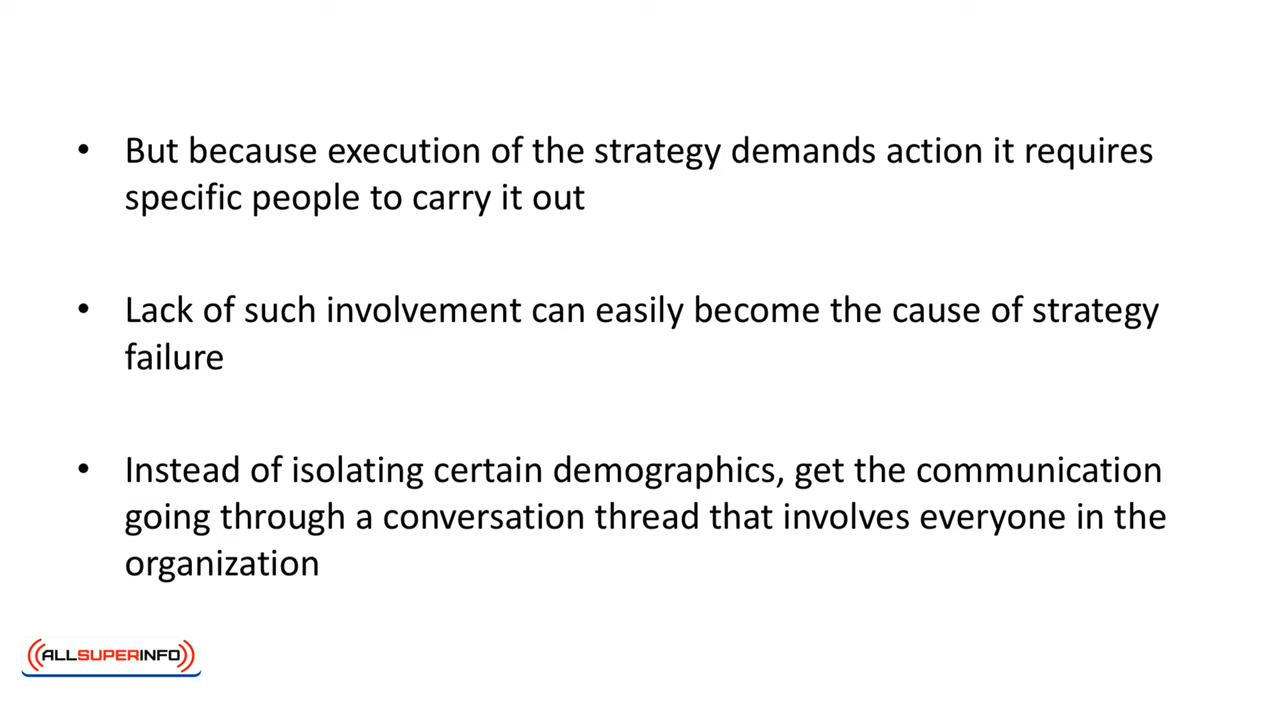 • But because execution of the strategy demands action it requires
specific people to carry it out
• Lack of such involvement can easily become the cause of strategy
failure
• Instead of isolating certain demographics, get the communication
going through a conversation thread that involves everyone in the
organization
ALLSUPERINFO